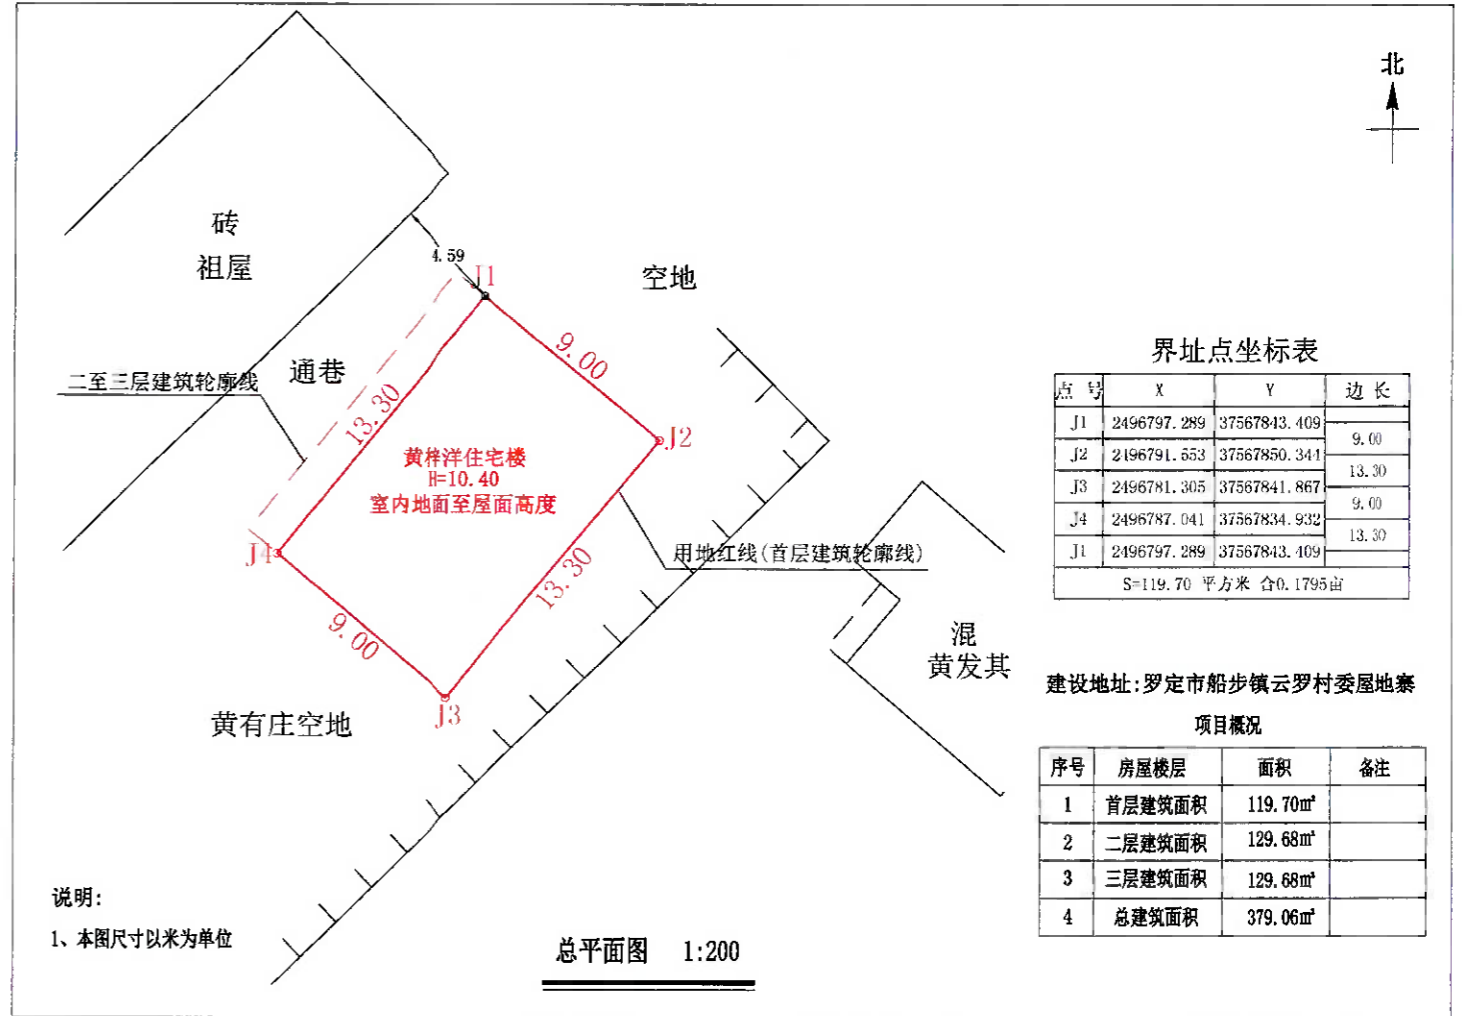 北
砖
祖屋
4.59
J1
空地
9.00
通巷
二至三层建筑轮廓线
13.30
J2
黄梓洋住宅楼
H=10.40
室内地面至屋面高度
J4
用地红线(首层建筑轮廓线)
13.30
9.00
J3
黄有庄空地
混
黄发其
界址点坐标表
点 号 X Y 边 长
J1 2496797.289 37567843.409
9.00
J2 2496791.553 37567850.344
13.30
J3 2496781.305 37567841.867
9.00
J4 2496787.041 37567834.932
13.30
J1 2496797.289 37567843.409
S=119.70 平方米 合0.1795亩
建设地址:罗定市船步镇云罗村委屋地寨
项目概况
序号 房屋楼层 面积 备注
1 首层建筑面积 119.70㎡
2 二层建筑面积 129.68㎡
3 三层建筑面积 129.68㎡
4 总建筑面积 379.06㎡
说明:
1、本图尺寸以米为单位
总平面图 1:200